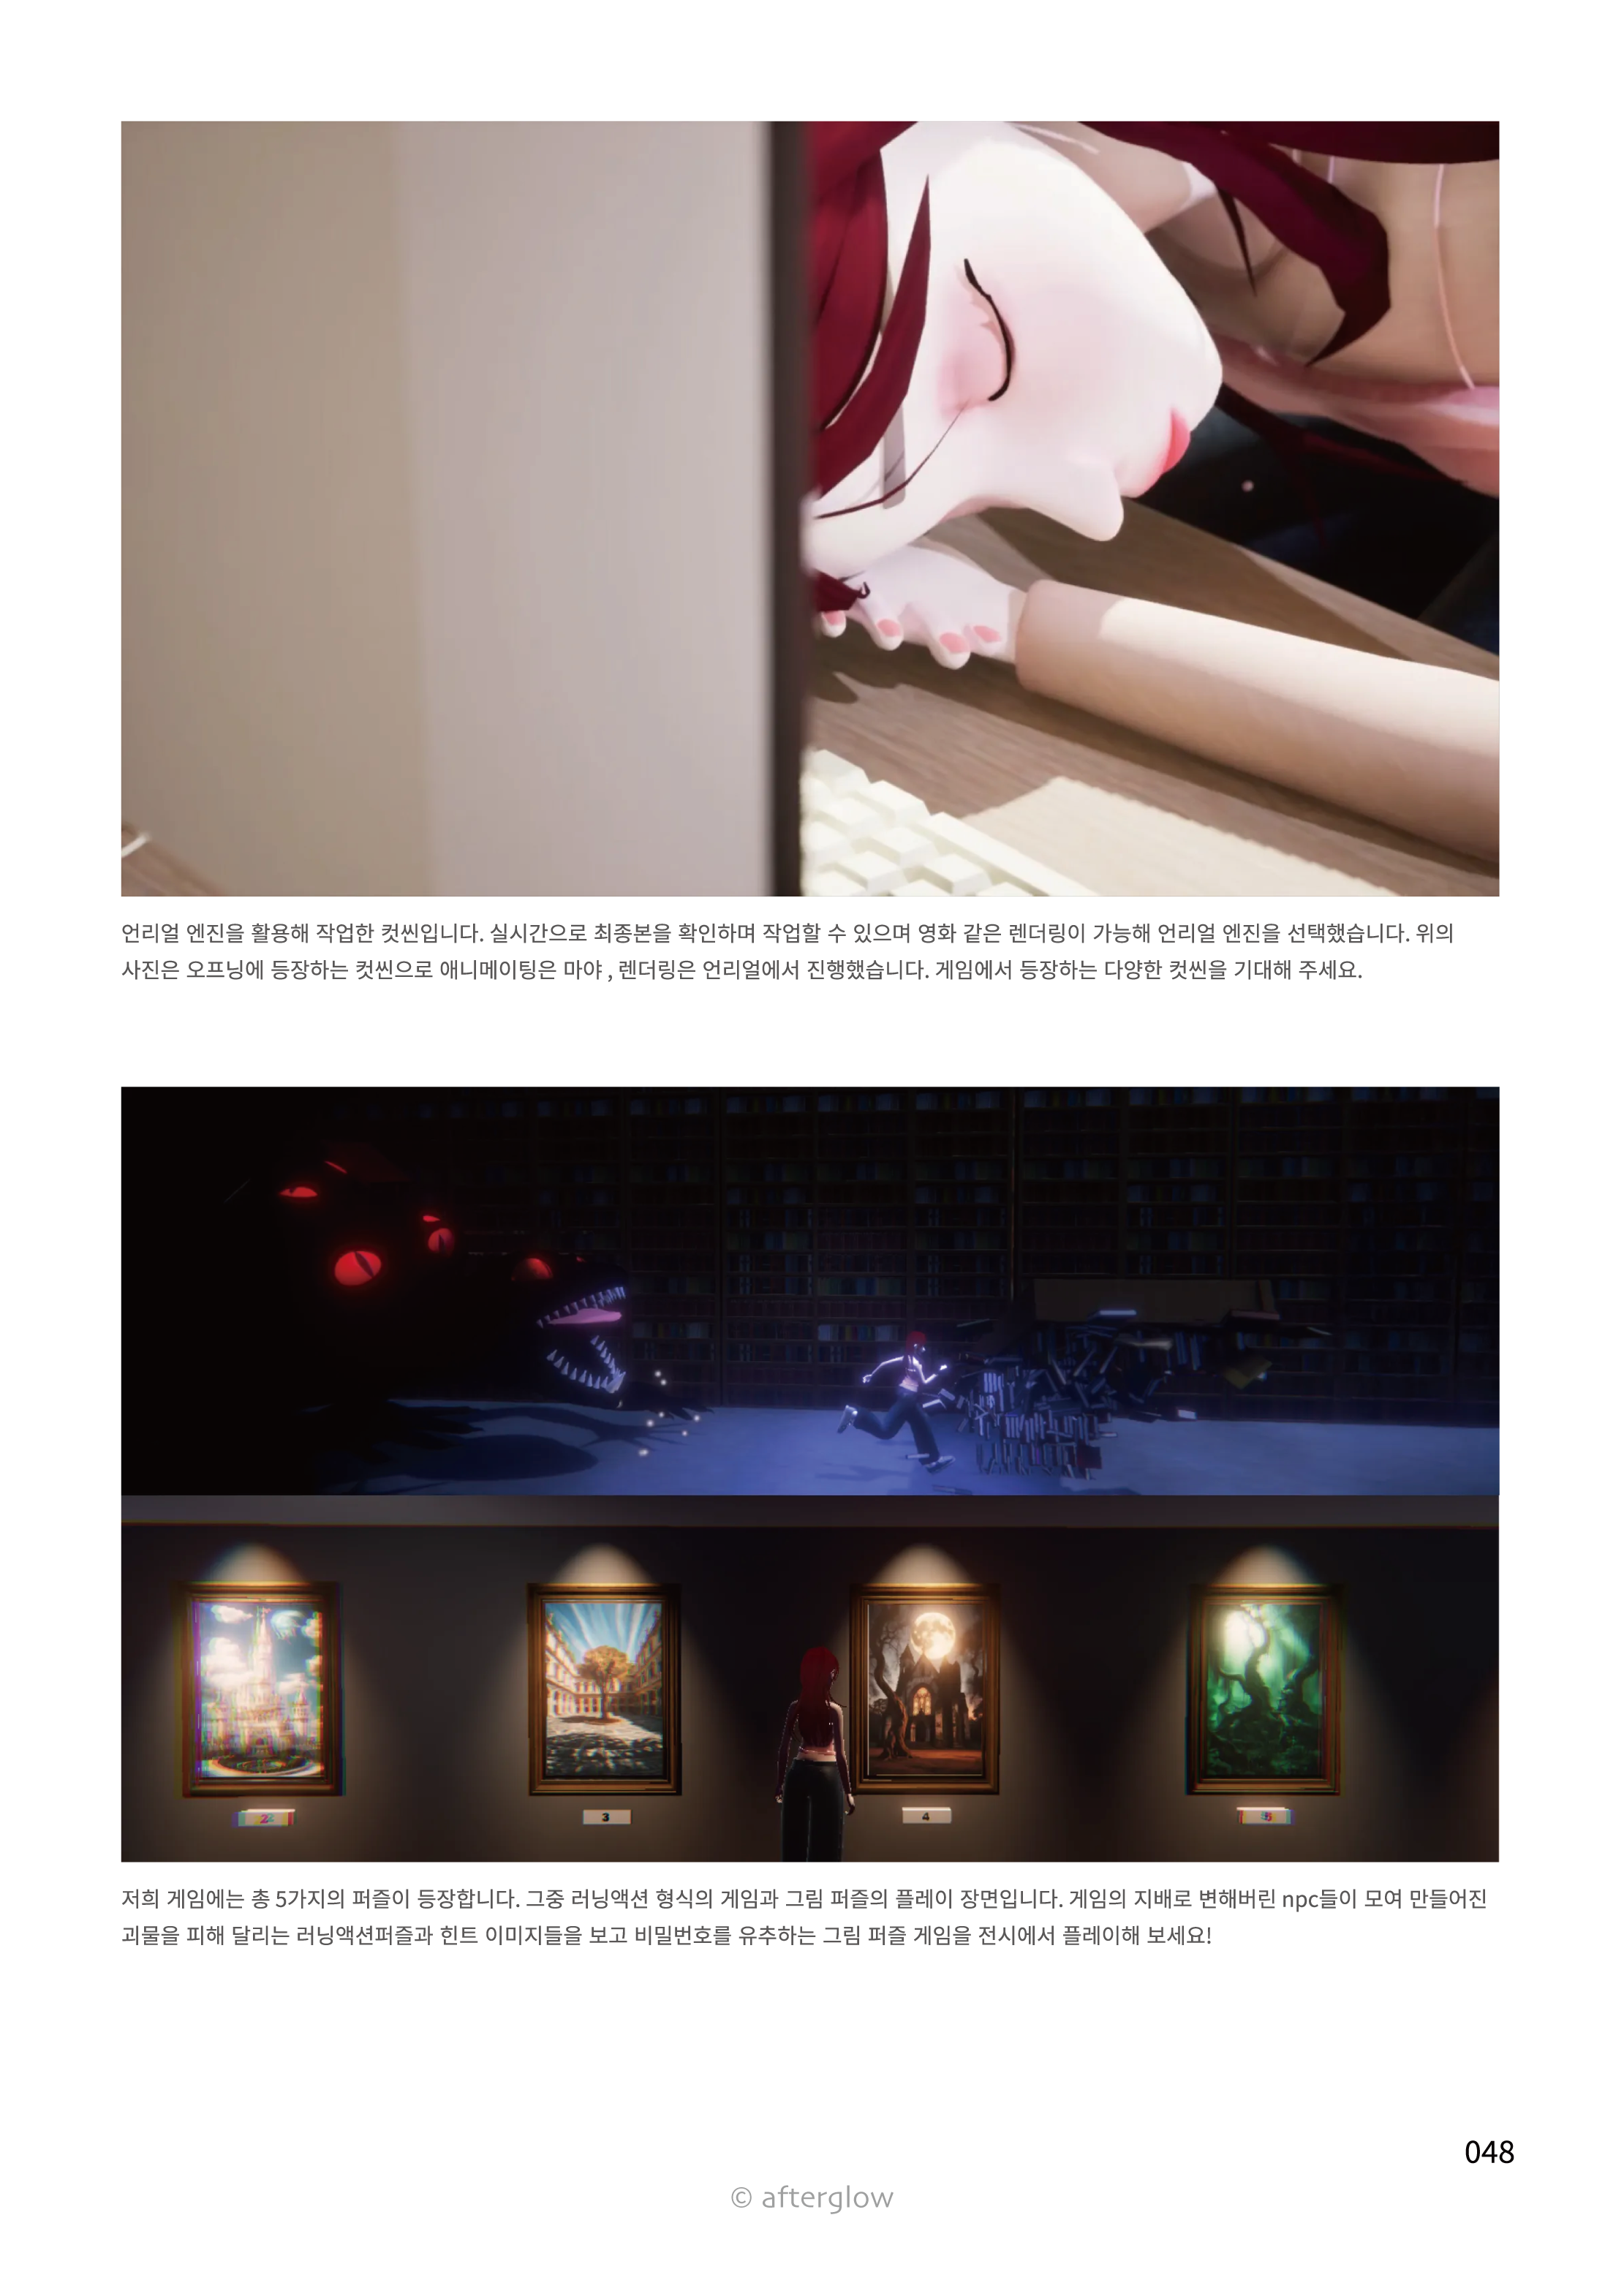 언리얼 엔진을 활용해 작업한 컷씬입니다. 실시간으로 최종본을 확인하며 작업할 수 있으며 영화 같은 렌더링이 가능해 언리얼 엔진을 선택했습니다. 위의
사진은 오프닝에 등장하는 컷씬으로 애니메이팅은 마야 , 렌더링은 언리얼에서 진행했습니다. 게임에서 등장하는 다양한 컷씬을 기대해 주세요.
2 3 4 5
저희 게임에는 총 5가지의 퍼즐이 등장합니다. 그중 러닝액션 형식의 게임과 그림 퍼즐의 플레이 장면입니다. 게임의 지배로 변해버린 npc들이 모여 만들어진
괴물을 피해 달리는 러닝액션퍼즐과 힌트 이미지들을 보고 비밀번호를 유추하는 그림 퍼즐 게임을 전시에서 플레이해 보세요!
048
© afterglow